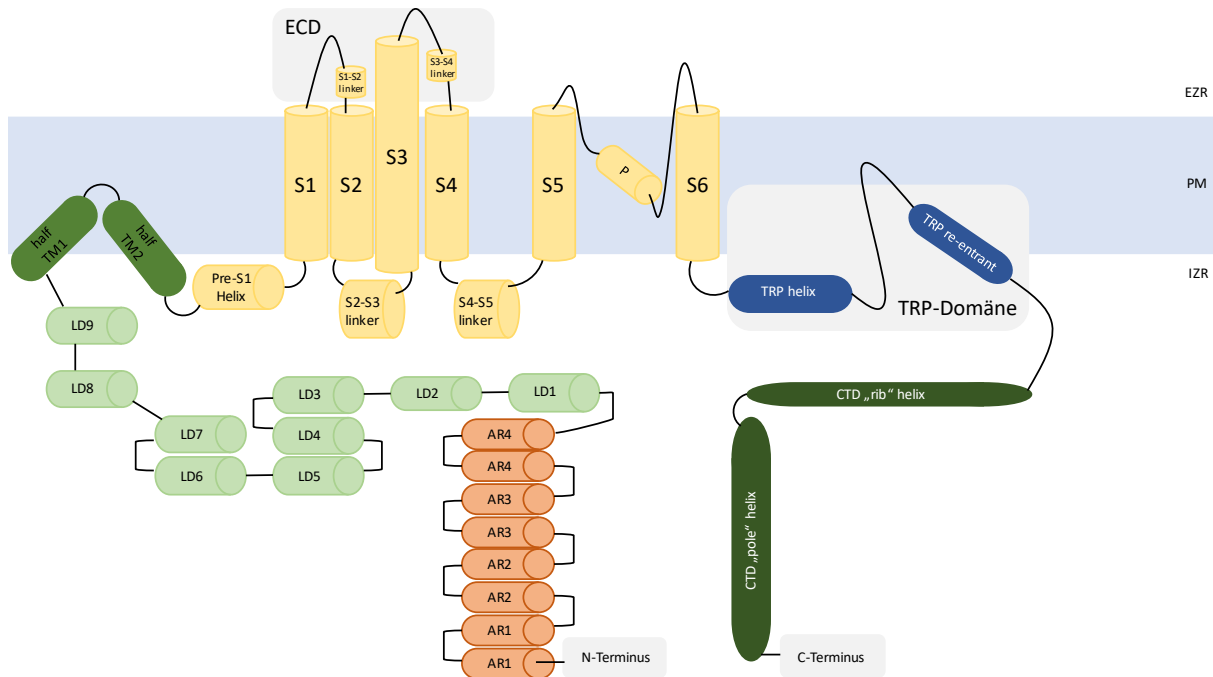 ECD
S1-S2
linker
S3-S4
linker
EZR
S1
S2
S3
S4
S5
P
S6
PM
half
TM1
half
TM2
TRP re-entrant
IZR
Pre-S1
Helix
S2-S3
linker
S4-S5
linker
TRP helix
TRP-Domäne
LD9
LD8
LD3
LD2
LD1
CTD „rib“ helix
LD7
LD4
AR4
LD6
LD5
AR4
AR3
AR3
AR2
AR2
AR1
AR1
CTD „pole“ helix
N-Terminus
C-Terminus